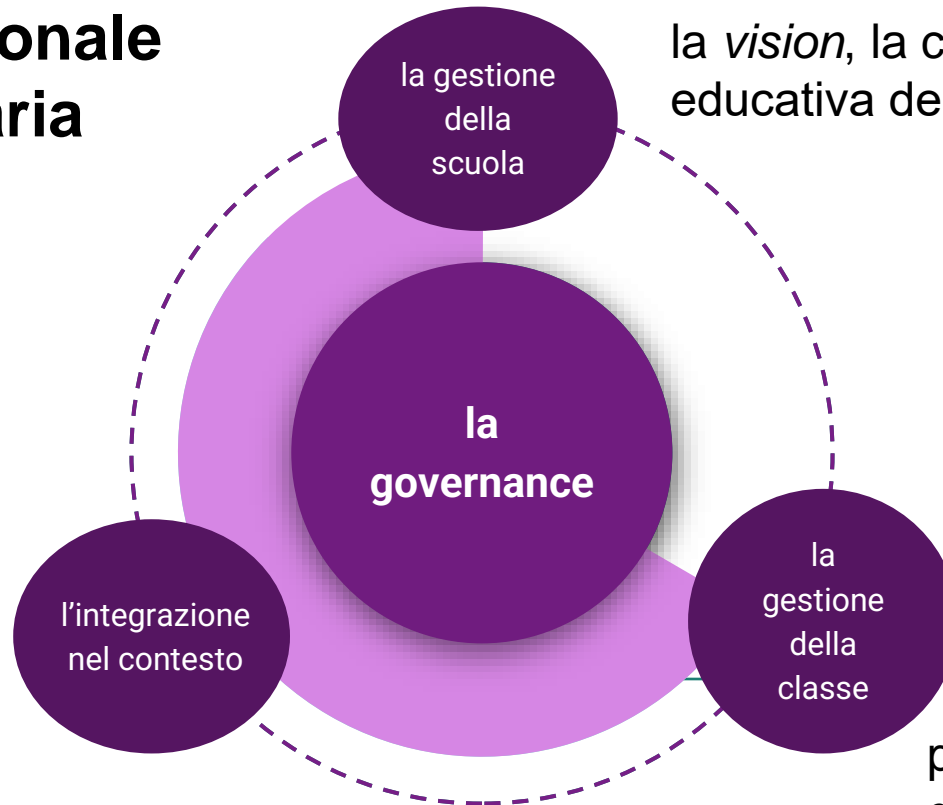 onale
aria
la vision, la c
educativa de
la gestione
della
scuola
la
governance
l'integrazione
nel contesto
la
gestione
della
classe
p